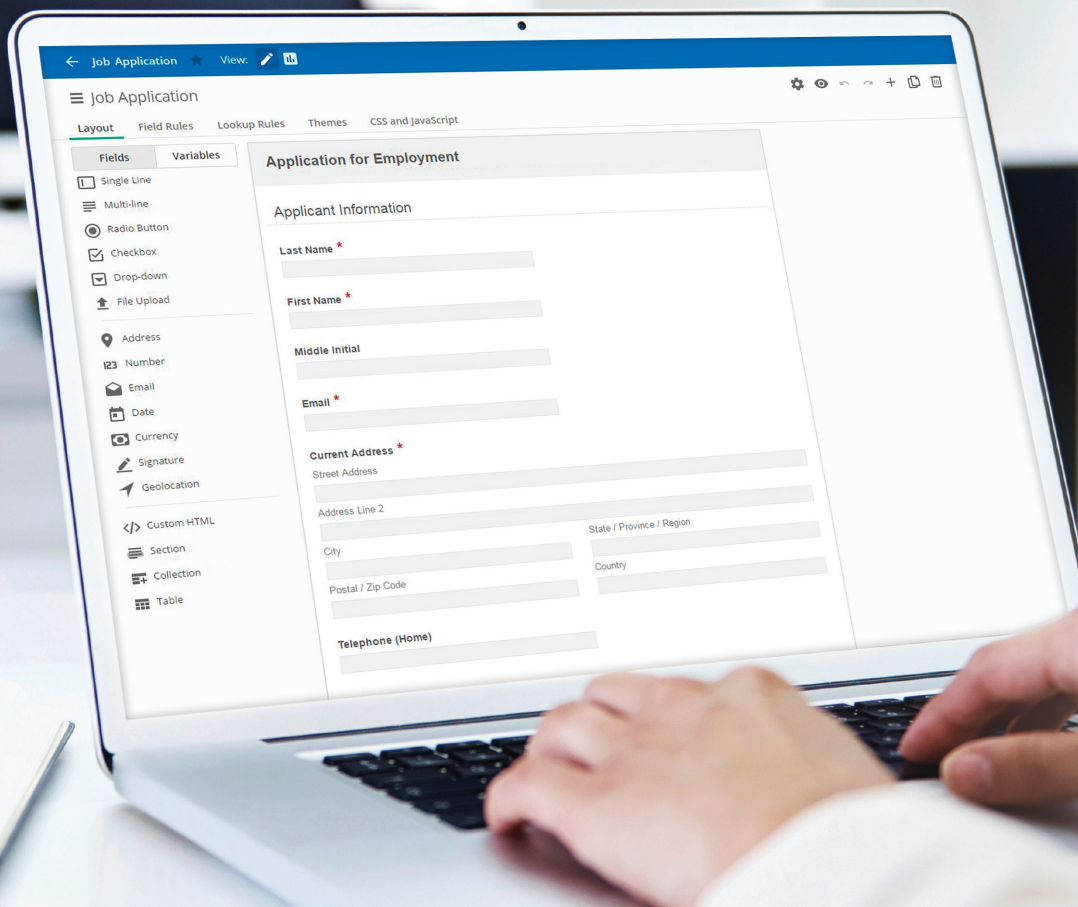 Job Application View:
Job Application
Layout Field Rules Lookup Rules Themes CSS and JavaScript
Fields Variables
Single Line
Multi-line
Radio Button
Checkbox
Drop-down
File Upload
Address
123 Number
Email
Date
Currency
Signature
Geolocation
</> Custom HTML
Section
Collection
Table
Application for Employment
Applicant Information
Last Name *
First Name *
Middle Initial
Email *
Current Address *
Street Address
Address Line 2
City State / Province / Region
Postal / Zip Code Country
Telephone (Home)